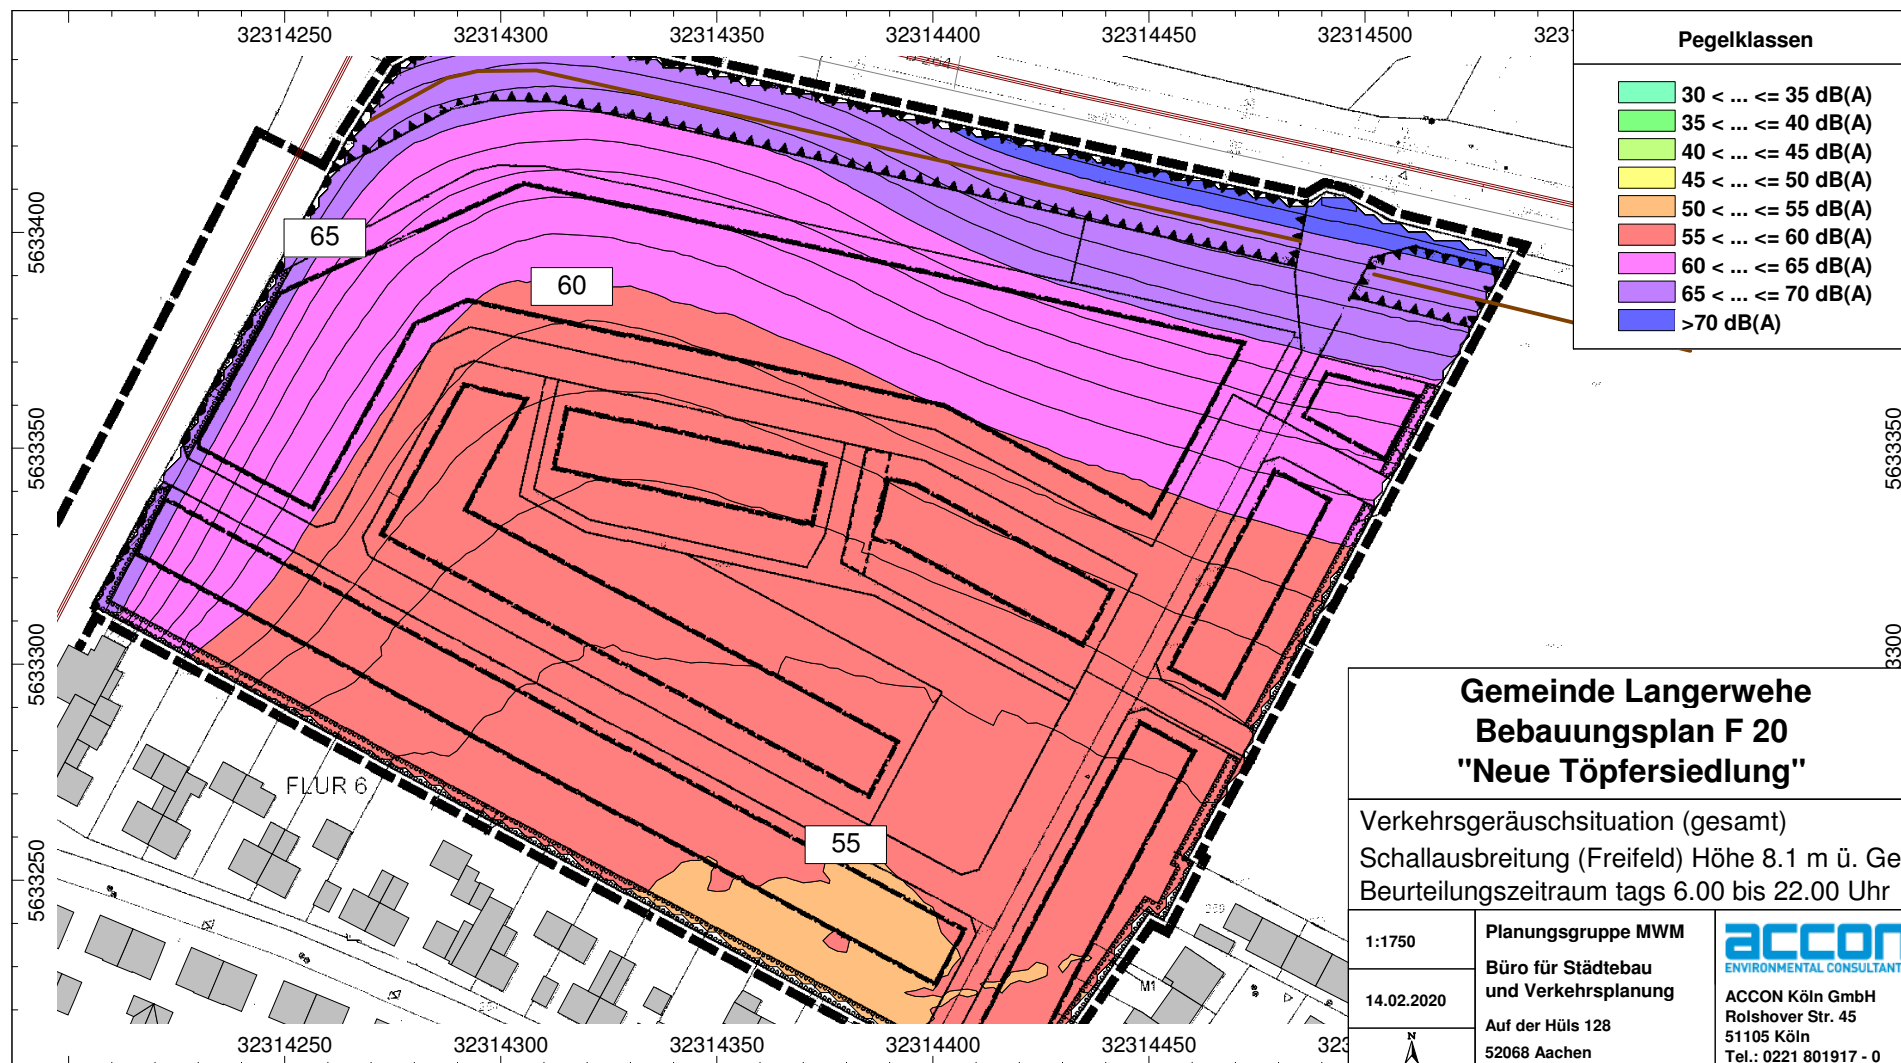 32314250 32314300 32314350 32314400 32314450 32314500
Pegelklassen
30 < ... <= 35 dB(A)
35 < ... <= 40 dB(A)
40 < ... <= 45 dB(A)
45 < ... <= 50 dB(A)
50 < ... <= 55 dB(A)
55 < ... <= 60 dB(A)
60 < ... <= 65 dB(A)
65 < ... <= 70 dB(A)
>70 dB(A)
5633400
5633350
5633300
5633250
5633350
65
60
55
FLUR 6
M1
Gemeinde Langerwehe
Bebauungsplan F 20
"Neue Töpfersiedlung"
Verkehrsgeräuschsituation (gesamt)
Schallausbreitung (Freifeld) Höhe 8.1 m ü. Ge
Beurteilungszeitraum tags 6.00 bis 22.00 Uhr
1:1750
14.02.2020
N
Planungsgruppe MWM
Büro für Städtebau
und Verkehrsplanung
Auf der Hüls 128
52068 Aachen
accon
ENVIRONMENTAL CONSULTANT
ACCON Köln GmbH
Rolshover Str. 45
51105 Köln
Tel.: 0221 801917 - 0
32314250 32314300 32314350 32314400 32314450